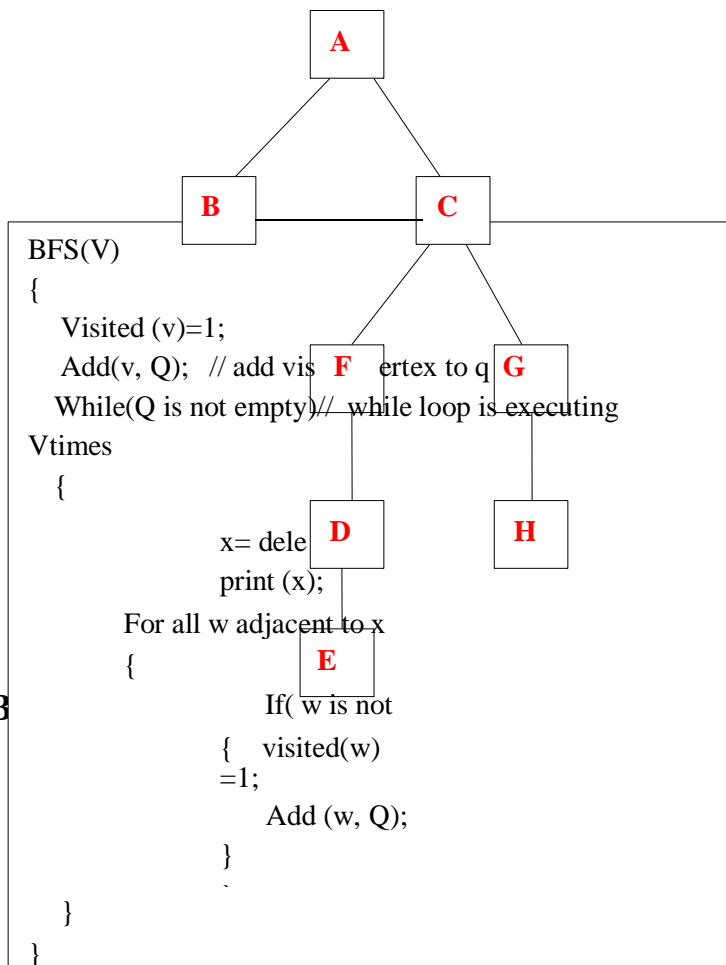 A
B C
BFS(V)
{
Visited (v)=1;
Add(v, Q); // add vis F ertex to q G
While(Q is not empty)// while loop is executing
Vtimes
{
D H
x= dele
print (x);
For all w adjacent to x
{ E
If( w is not
{ visited(w)
=1;
Add (w, Q);
}
}
}